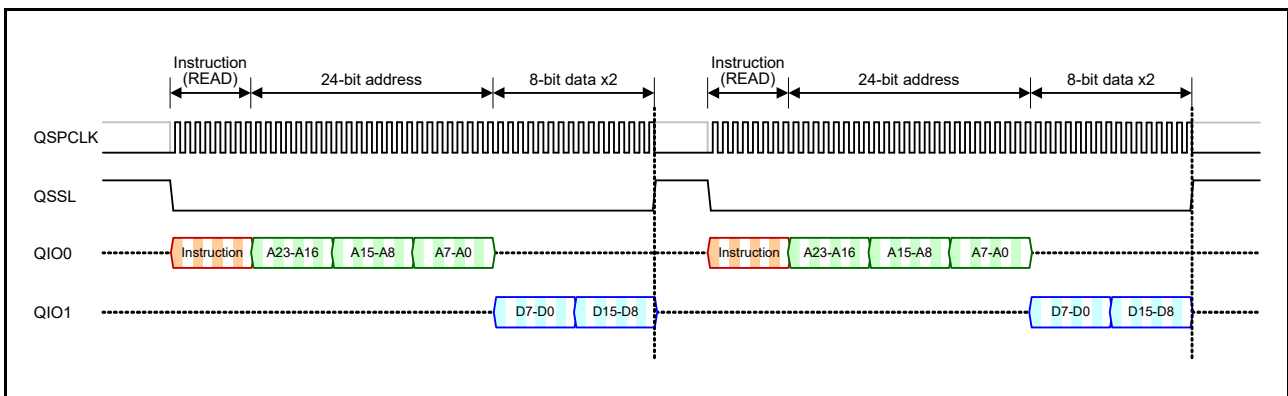 Instruction
(READ) 24-bit address 8-bit data x2 Instruction
(READ) 24-bit address 8-bit data x2
QSPCLK
QSSL
QIO0 Instruction A23-A16 A15-A8 A7-A0 Instruction A23-A16 A15-A8 A7-A0
QIO1 D7-D0 D15-D8 D7-D0 D15-D8